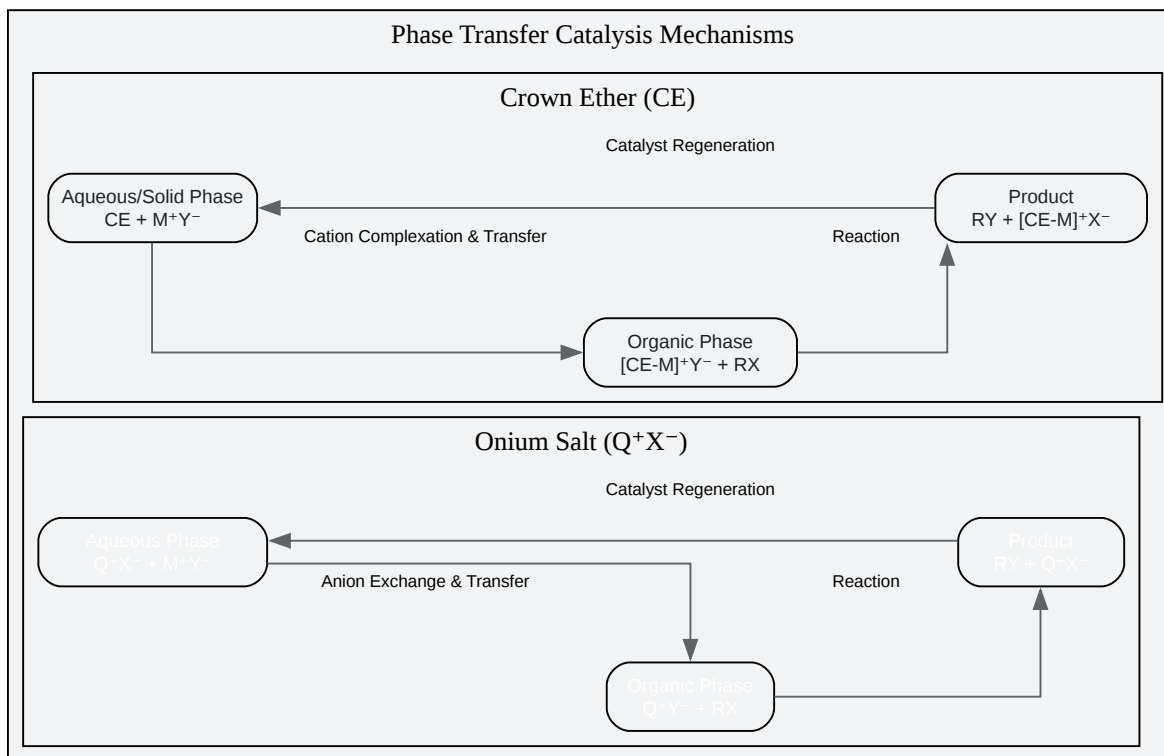 Phase Transfer Catalysis Mechanisms
Crown Ether (CE)
Catalyst Regeneration
Aqueous/Solid Phase
CE + M⁺Y⁻
Product
RY + [CE-M]⁺X⁻
Cation Complexation & Transfer
Reaction
Organic Phase
[CE-M]⁺Y⁻ + RX
Onium Salt (Q⁺X⁻)
Catalyst Regeneration
Aqueous Phase
Q⁺X⁻ + M⁺Y⁻
Product
RY + Q⁺X⁻
Anion Exchange & Transfer
Reaction
Organic Phase
Q⁺Y⁻ + RX